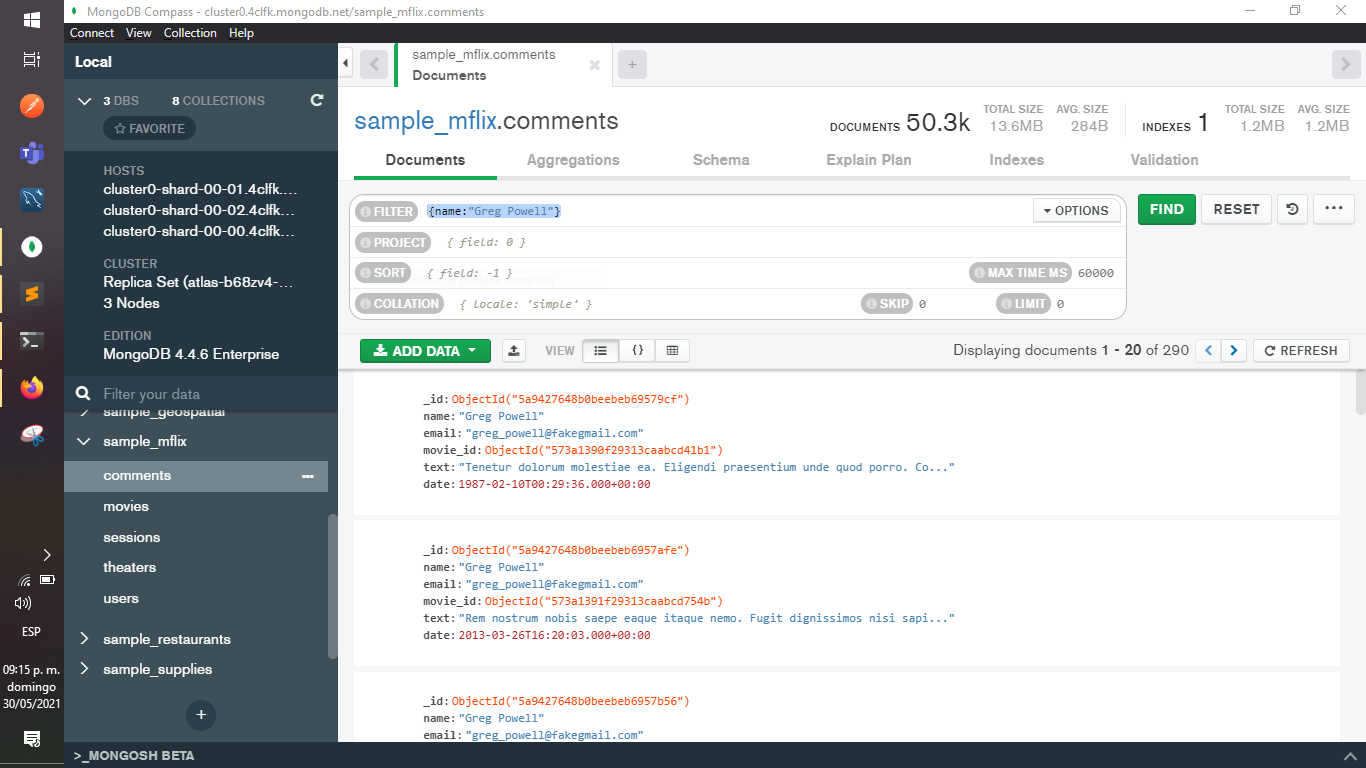 MongoDB Compass - cluster0.4clfk.mongodb.net/sample_mflix.comments
Connect View Collection Help
Local
3 DBS 8 COLLECTIONS
FAVORITE
HOSTS
cluster0-shard-00-01.4clfk....
cluster0-shard-00-02.4clfk...
cluster0-shard-00-00.4clfk...
CLUSTER
Replica Set (atlas-b68zv4-...
3 Nodes
EDITION
MongoDB 4.4.6 Enterprise
Filter your data
sample_geospatial
sample_mflix
comments
movies
sessions
theaters
users
sample_restaurants
sample_supplies
+
>_MONGOSH BETA
ESP
09:15 p. m.
domingo
30/05/2021
sample_mflix.comments
Documents
sample_mflix.comments
DOCUMENTS 50.3k TOTAL SIZE 13.6MB AVG. SIZE 284B
INDEXES 1 TOTAL SIZE 1.2MB AVG. SIZE 1.2MB
Documents Aggregations Schema Explain Plan Indexes Validation
FILTER {name:"Greg Powell"} OPTIONS FIND RESET ...
PROJECT { field: 0 }
SORT { field: -1 } MAX TIME MS 60000
COLLATION { locale: 'simple' } SKIP 0 LIMIT 0
ADD DATA VIEW {} Displaying documents 1 - 20 of 290 < > REFRESH
_id: ObjectId("5a9427648b0beebeb69579cf")
name: "Greg Powell"
email: "greg_powell@fakegmail.com"
movie_id: ObjectId("573a1390f29313caabcd41b1")
text: "Tenetur dolorum molestiae ea. Eligendi praesentium unde quod porro. Co..."
date: 1987-02-10T00:29:36.000+00:00
_id: ObjectId("5a9427648b0beebeb6957afe")
name: "Greg Powell"
email: "greg_powell@fakegmail.com"
movie_id: ObjectId("573a1391f29313caabcd754b")
text: "Rem nostrum nobis saepe eaque itaque nemo. Fugit dignissimos nisi sapi..."
date: 2013-03-26T16:20:03.000+00:00
_id: ObjectId("5a9427648b0beebeb6957b56")
name: "Greg Powell"
email: "greg_powell@fakegmail.com"